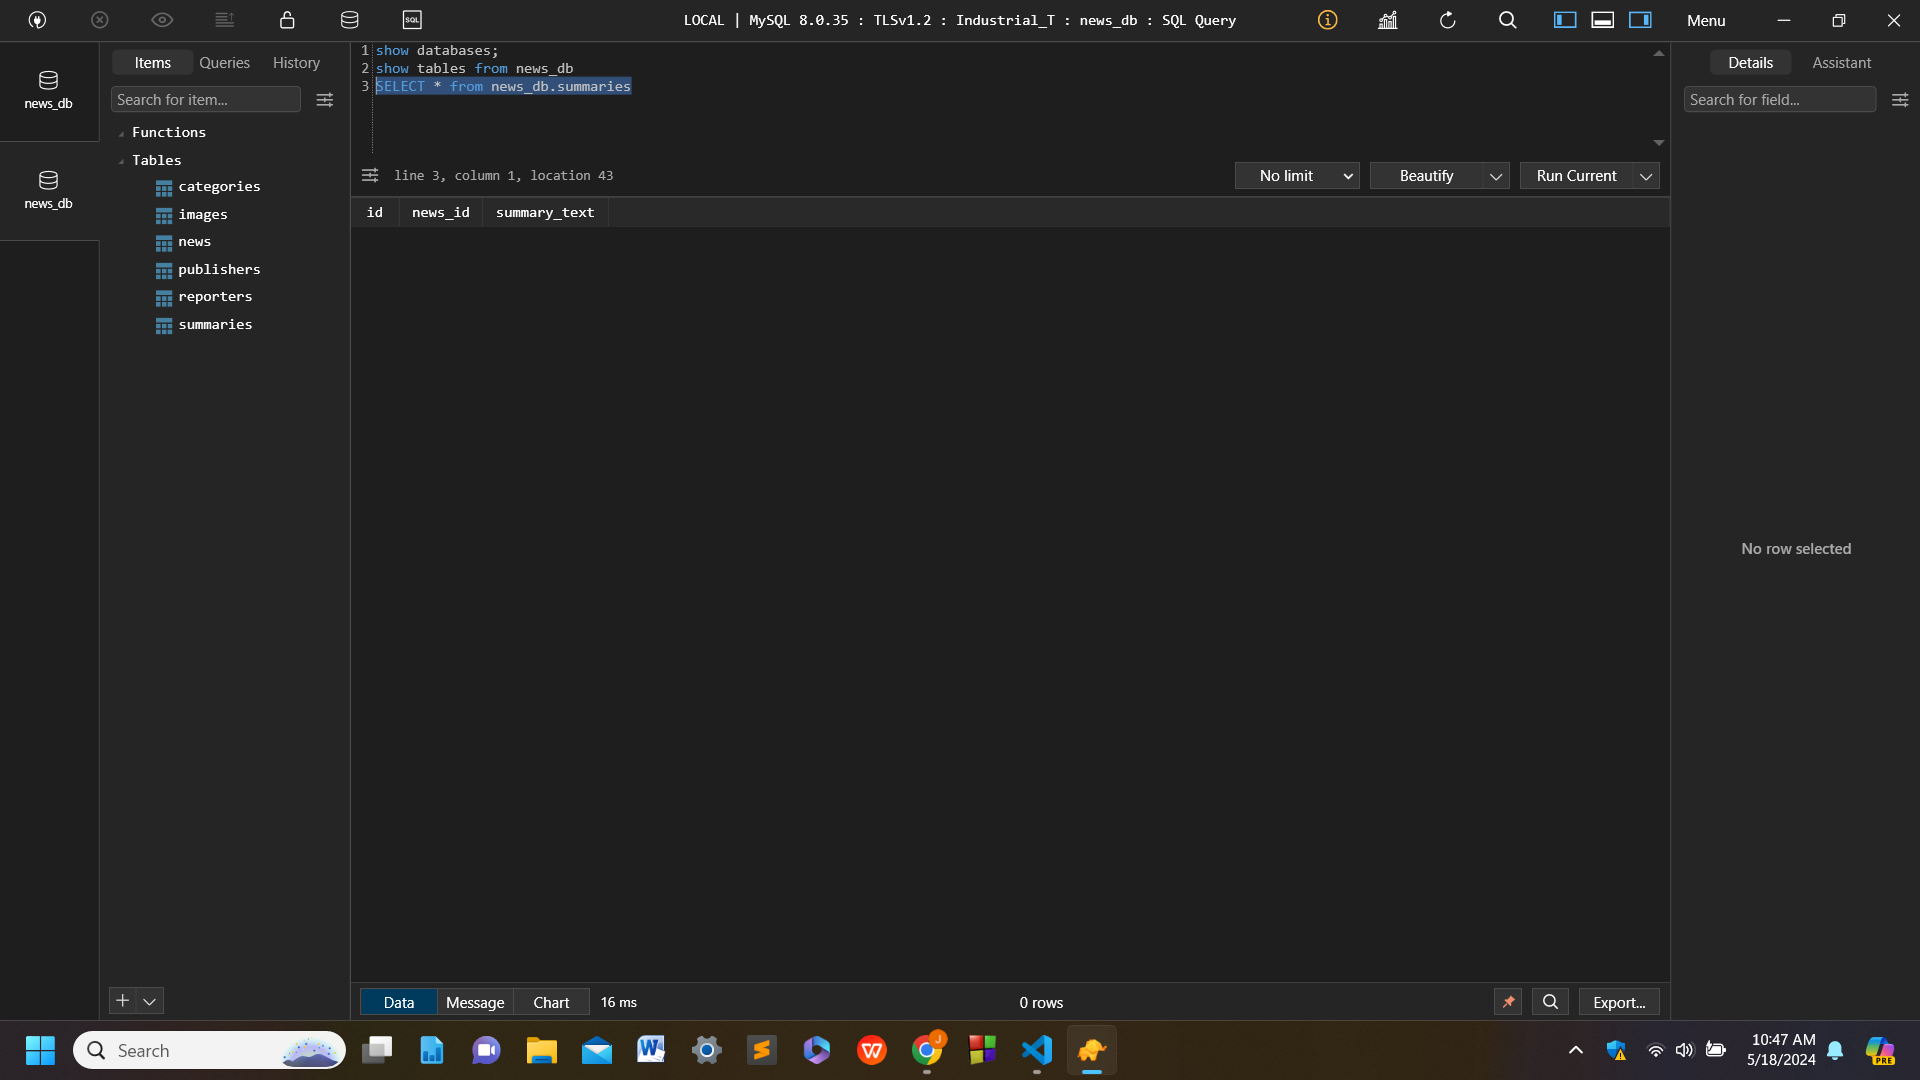 LOCAL | MySQL 8.0.35 : TLSv1.2 : Industrial_T : news_db : SQL Query
Menu
SQL
news_db
news_db
Items Queries History
Search for item...
Functions
Tables
categories
images
news
publishers
reporters
summaries
1 show databases;
2 show tables from news_db
3 SELECT * from news_db.summaries
line 3, column 1, location 43
No limit
Beautify
Run Current
id news_id summary_text
Details Assistant
Search for field...
No row selected
Data Message Chart 16 ms
0 rows
Export...
Search
10:47 AM
5/18/2024
J
PRE